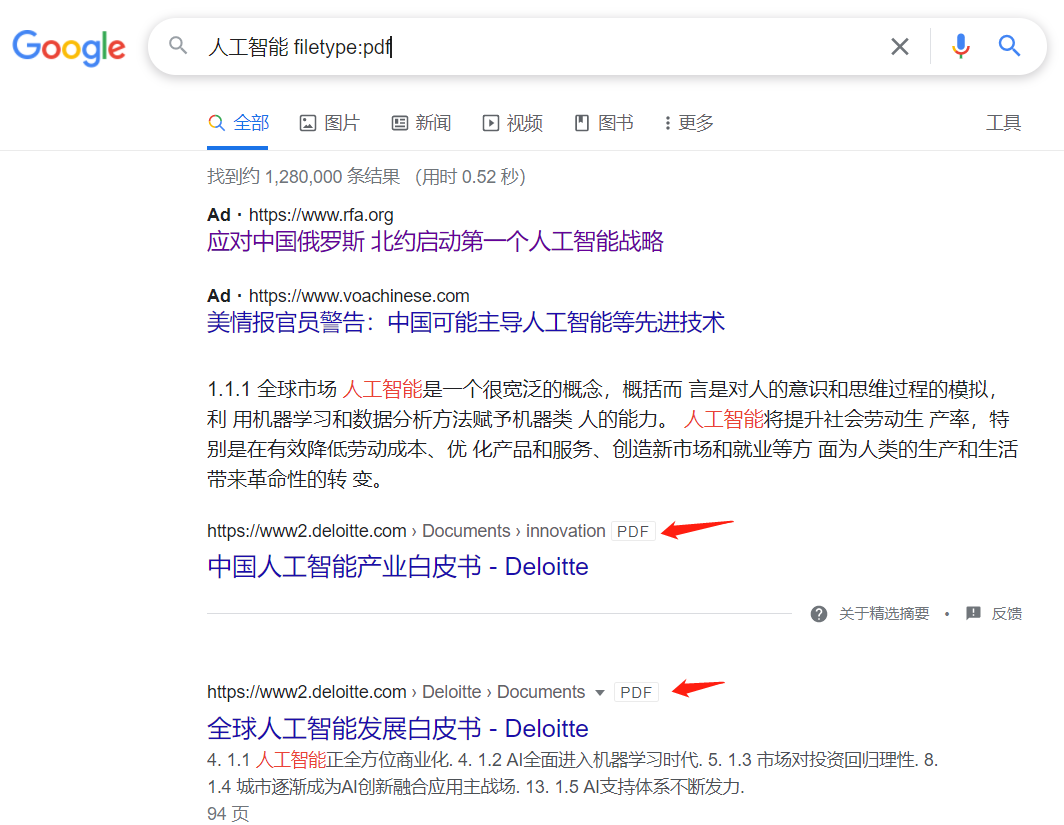 Google
人工智能 filetype:pdf
全部 图片 新闻 视频 图书 更多 工具
找到约 1,280,000 条结果 （用时 0.52 秒）
Ad · https://www.rfa.org
应对中国俄罗斯 北约启动第一个人工智能战略
Ad · https://www.voachinese.com
美情报官员警告：中国可能主导人工智能等先进技术
1.1.1 全球市场 人工智能是一个很宽泛的概念，概括而 言是对人的意识和思维过程的模拟，
利 用机器学习和数据分析方法赋予机器类 人的能力。 人工智能将提升社会劳动生 产率，特
别是在有效降低劳动成本、优 化产品和服务、创造新市场和就业等方 面为人类的生产和生活
带来革命性的转 变。
https://www2.deloitte.com › Documents › innovation PDF
中国人工智能产业白皮书 - Deloitte
关于精选摘要 • 反馈
https://www2.deloitte.com › Deloitte › Documents PDF
全球人工智能发展白皮书 - Deloitte
4. 1.1 人工智能正全方位商业化. 4. 1.2 AI全面进入机器学习时代. 5. 1.3 市场对投资回归理性. 8.
1.4 城市逐渐成为AI创新融合应用主战场. 13. 1.5 AI支持体系不断发力.
94 页